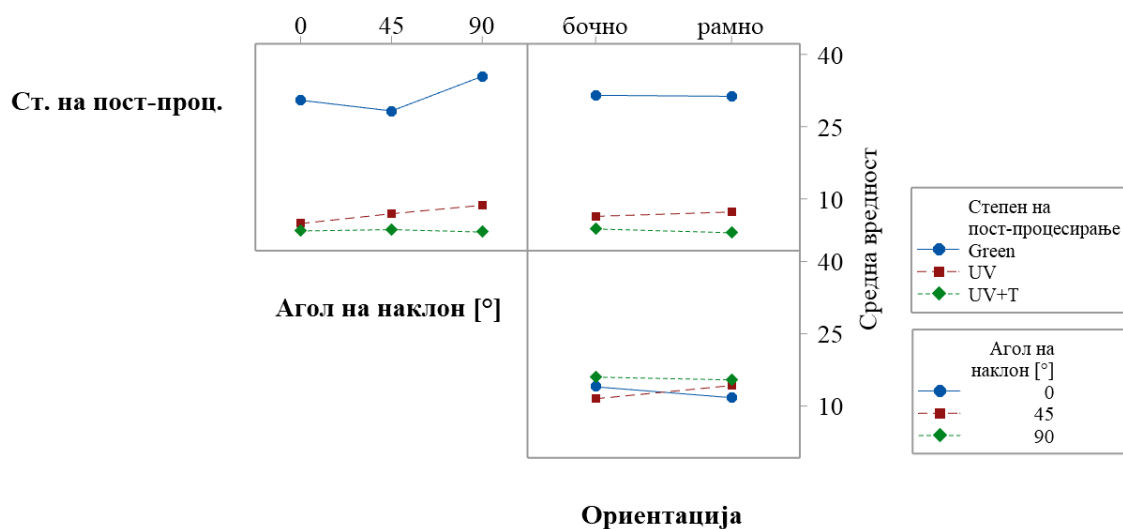 0 45 90 бочно рамно
Ст. на пост-проц.
40
25
10
Средна вредност
Агол на наклон [°]
40
25
10
Ориентација
Степен на
пост-процесирање
Green
UV
UV+T
Агол на
наклон [°]
0
45
90